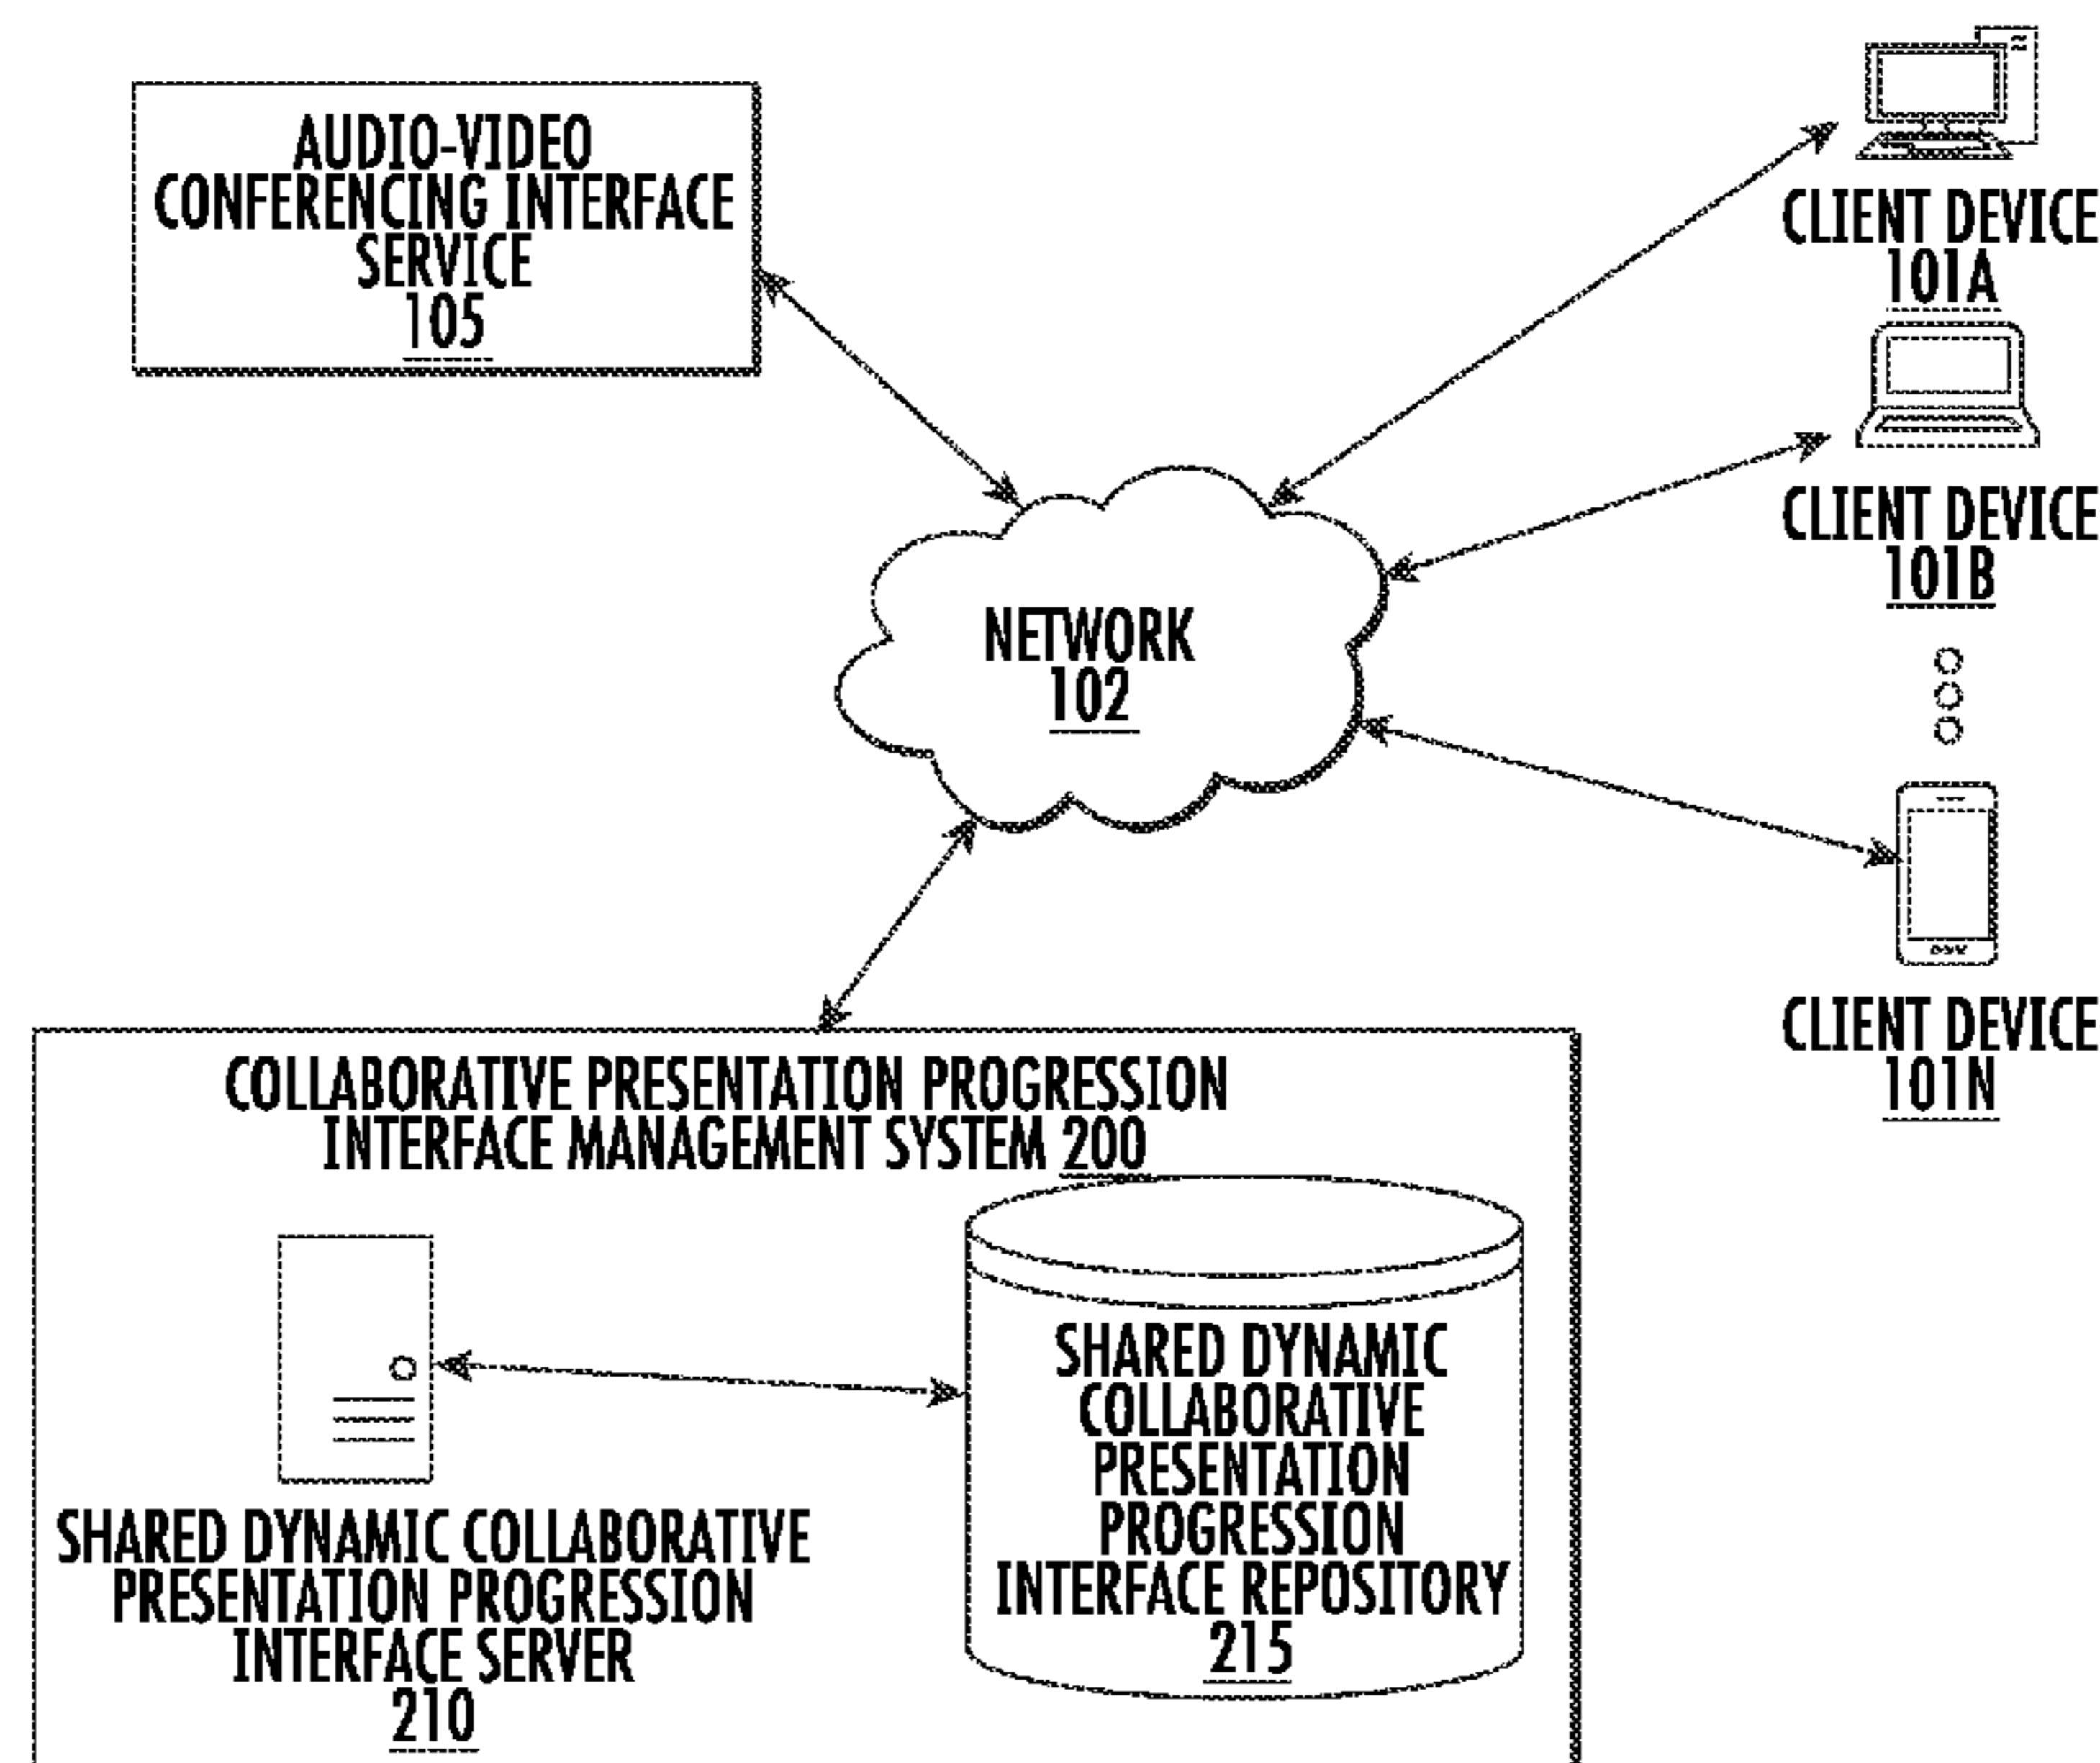 AUDIO-VIDEO
CONFERENCING INTERFACE
SERVICE
105
CLIENT DEVICE
101A
CLIENT DEVICE
101B
NETWORK
102
CLIENT DEVICE
101N
COLLABORATIVE PRESENTATION PROGRESSION
INTERFACE MANAGEMENT SYSTEM 200
SHARED DYNAMIC COLLABORATIVE
PRESENTATION PROGRESSION
INTERFACE SERVER
210
SHARED DYNAMIC
COLLABORATIVE
PRESENTATION
PROGRESSION
INTERFACE REPOSITORY
215